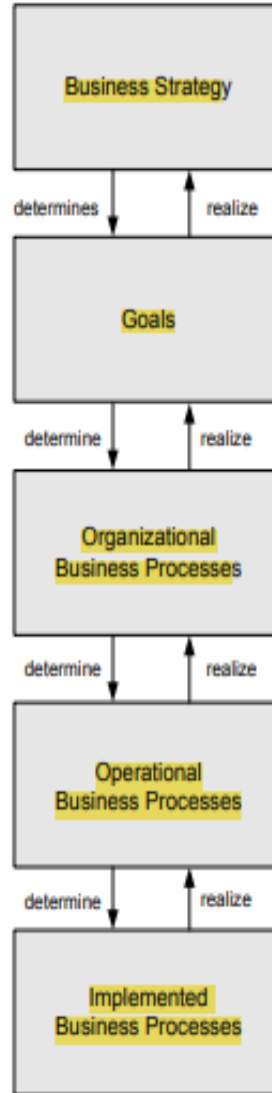 Business Strategy
determines realize
Goals
determine realize
Organizational
Business Processes
determine realize
Operational
Business Processes
determine realize
Implemented
Business Processes